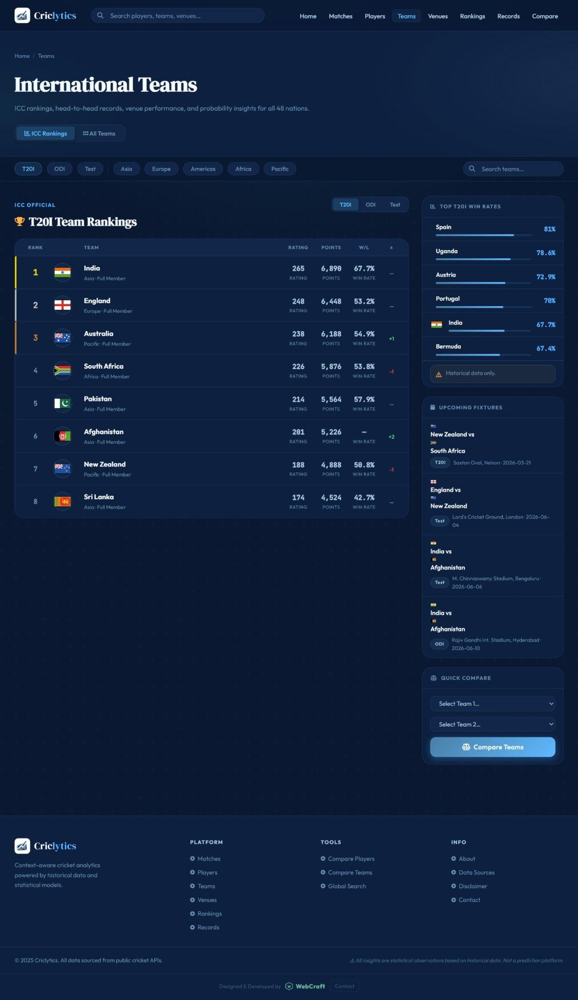 Criclytics
Search players, teams, venues...
Home Matches Players Teams Venues Rankings Records Compare
Home / Teams
International Teams
ICC rankings, head-to-head records, venue performance, and probability insights for all 48 nations.
ICC Rankings All Teams
T20I ODI Test Asia Europe Americas Africa Pacific
Search teams...
ICC OFFICIAL
T20I Team Rankings
T20I ODI Test
RANK TEAM RATING POINTS W/L ±
1 India 265 6,890 67.7% —
Asia · Full Member RATING POINTS WIN RATE
2 England 248 6,448 53.2% —
Europe · Full Member RATING POINTS WIN RATE
3 Australia 238 6,188 54.9% +1
Pacific · Full Member RATING POINTS WIN RATE
4 South Africa 226 5,876 53.8% -1
Africa · Full Member RATING POINTS WIN RATE
5 Pakistan 214 5,564 57.9% —
Asia · Full Member RATING POINTS WIN RATE
6 Afghanistan 201 5,226 — +2
Asia · Full Member RATING POINTS WIN RATE
7 New Zealand 188 4,888 50.8% -1
Pacific · Full Member RATING POINTS WIN RATE
8 Sri Lanka 174 4,524 42.7% —
Asia · Full Member RATING POINTS WIN RATE
TOP T20I WIN RATES
Spain 81%
Uganda 78.6%
Austria 72.9%
Portugal 70%
India 67.7%
Bermuda 67.4%
Historical data only.
UPCOMING FIXTURES
New Zealand vs
South Africa
T20I Saxton Oval, Nelson · 2026-03-21
England vs
New Zealand
Test Lord's Cricket Ground, London · 2026-06-
04
India vs
Afghanistan
Test M. Chinnaswamy Stadium, Bengaluru ·
2026-06-06
India vs
Afghanistan
ODI Rajiv Gandhi Int. Stadium, Hyderabad ·
2026-06-10
QUICK COMPARE
Select Team 1...
Select Team 2...
Compare Teams
Criclytics
Context-aware cricket analytics
powered by historical data and
statistical models.
PLATFORM
Matches
Players
Teams
Venues
Rankings
Records
TOOLS
Compare Players
Compare Teams
Global Search
INFO
About
Data Sources
Disclaimer
Contact
© 2025 Criclytics. All data sourced from public cricket APIs.
⚠ All insights are statistical observations based on historical data. Not a prediction platform.
Designed & Developed by WebCraft Contact